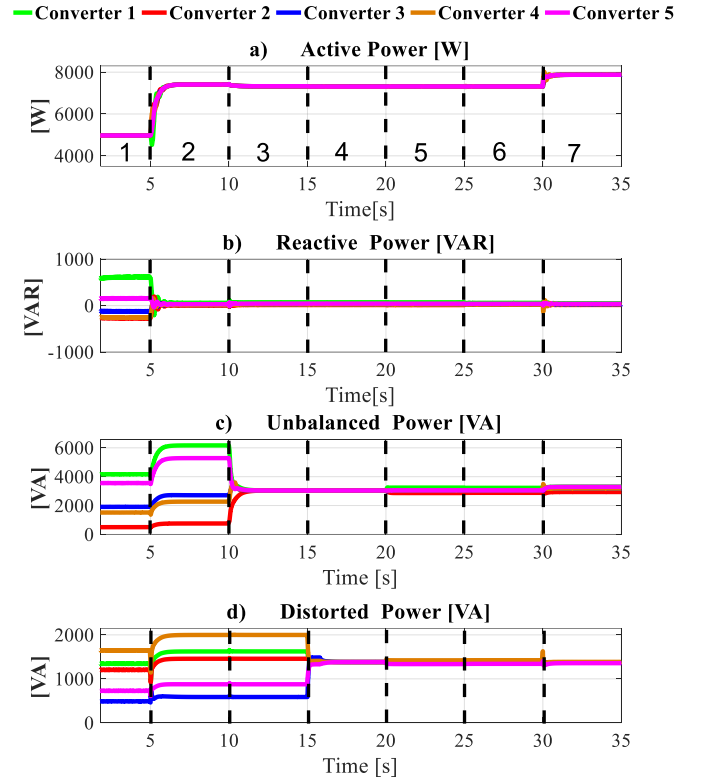 Converter 1 Converter 2 Converter 3 Converter 4 Converter 5
a) Active Power [W]
8000
6000
4000
[W]
1 2 3 4 5 6 7
5 10 15 20 25 30 35
Time[s]
b) Reactive Power [VAR]
1000
0
-1000
[VAR]
5 10 15 20 25 30 35
Time[s]
c) Unbalanced Power [VA]
6000
4000
2000
0
[VA]
5 10 15 20 25 30 35
Time [s]
d) Distorted Power [VA]
2000
1000
0
[VA]
5 10 15 20 25 30 35
Time [s]